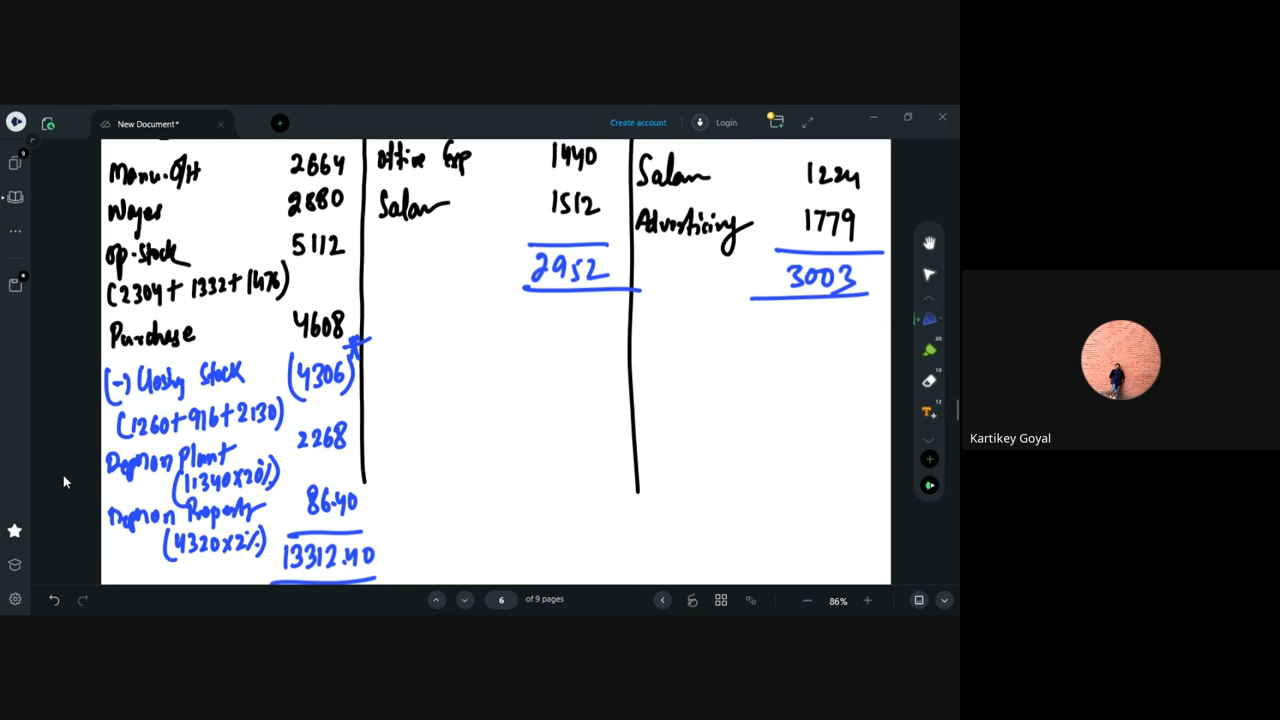 New Document*
Create account
Login
Manu. O/H 2664
Wages 2880
Op. Stock 5112
(2304 + 1332 + 1476)
Purchase 4608
(-) Closing Stock (4306)*
(1260 + 916 + 2130)
Dep on Plant 2268
(11340 x 20%)
Dep on Property 86.40
(4320 x 2%)
13312.40
Office Exp 1440
Salary 1512
2952
Salary 1224
Advertising 1779
3003
Kartikey Goyal
6 of 9 pages
86%